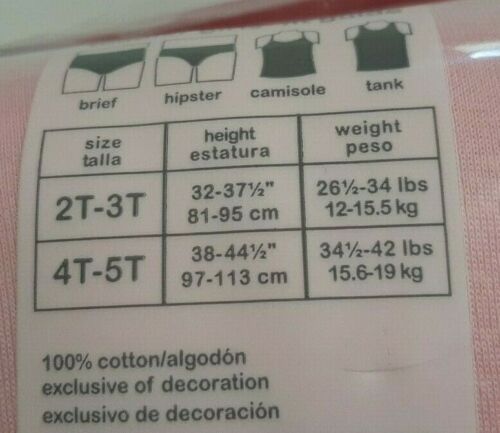 brief hipster camisole tank
size height weight
talla estatura peso
2T-3T 32-37½" 26½-34 lbs
81-95 cm 12-15.5 kg
4T-5T 38-44½" 34½-42 lbs
97-113 cm 15.6-19 kg
100% cotton/algodón
exclusive of decoration
exclusivo de decoración